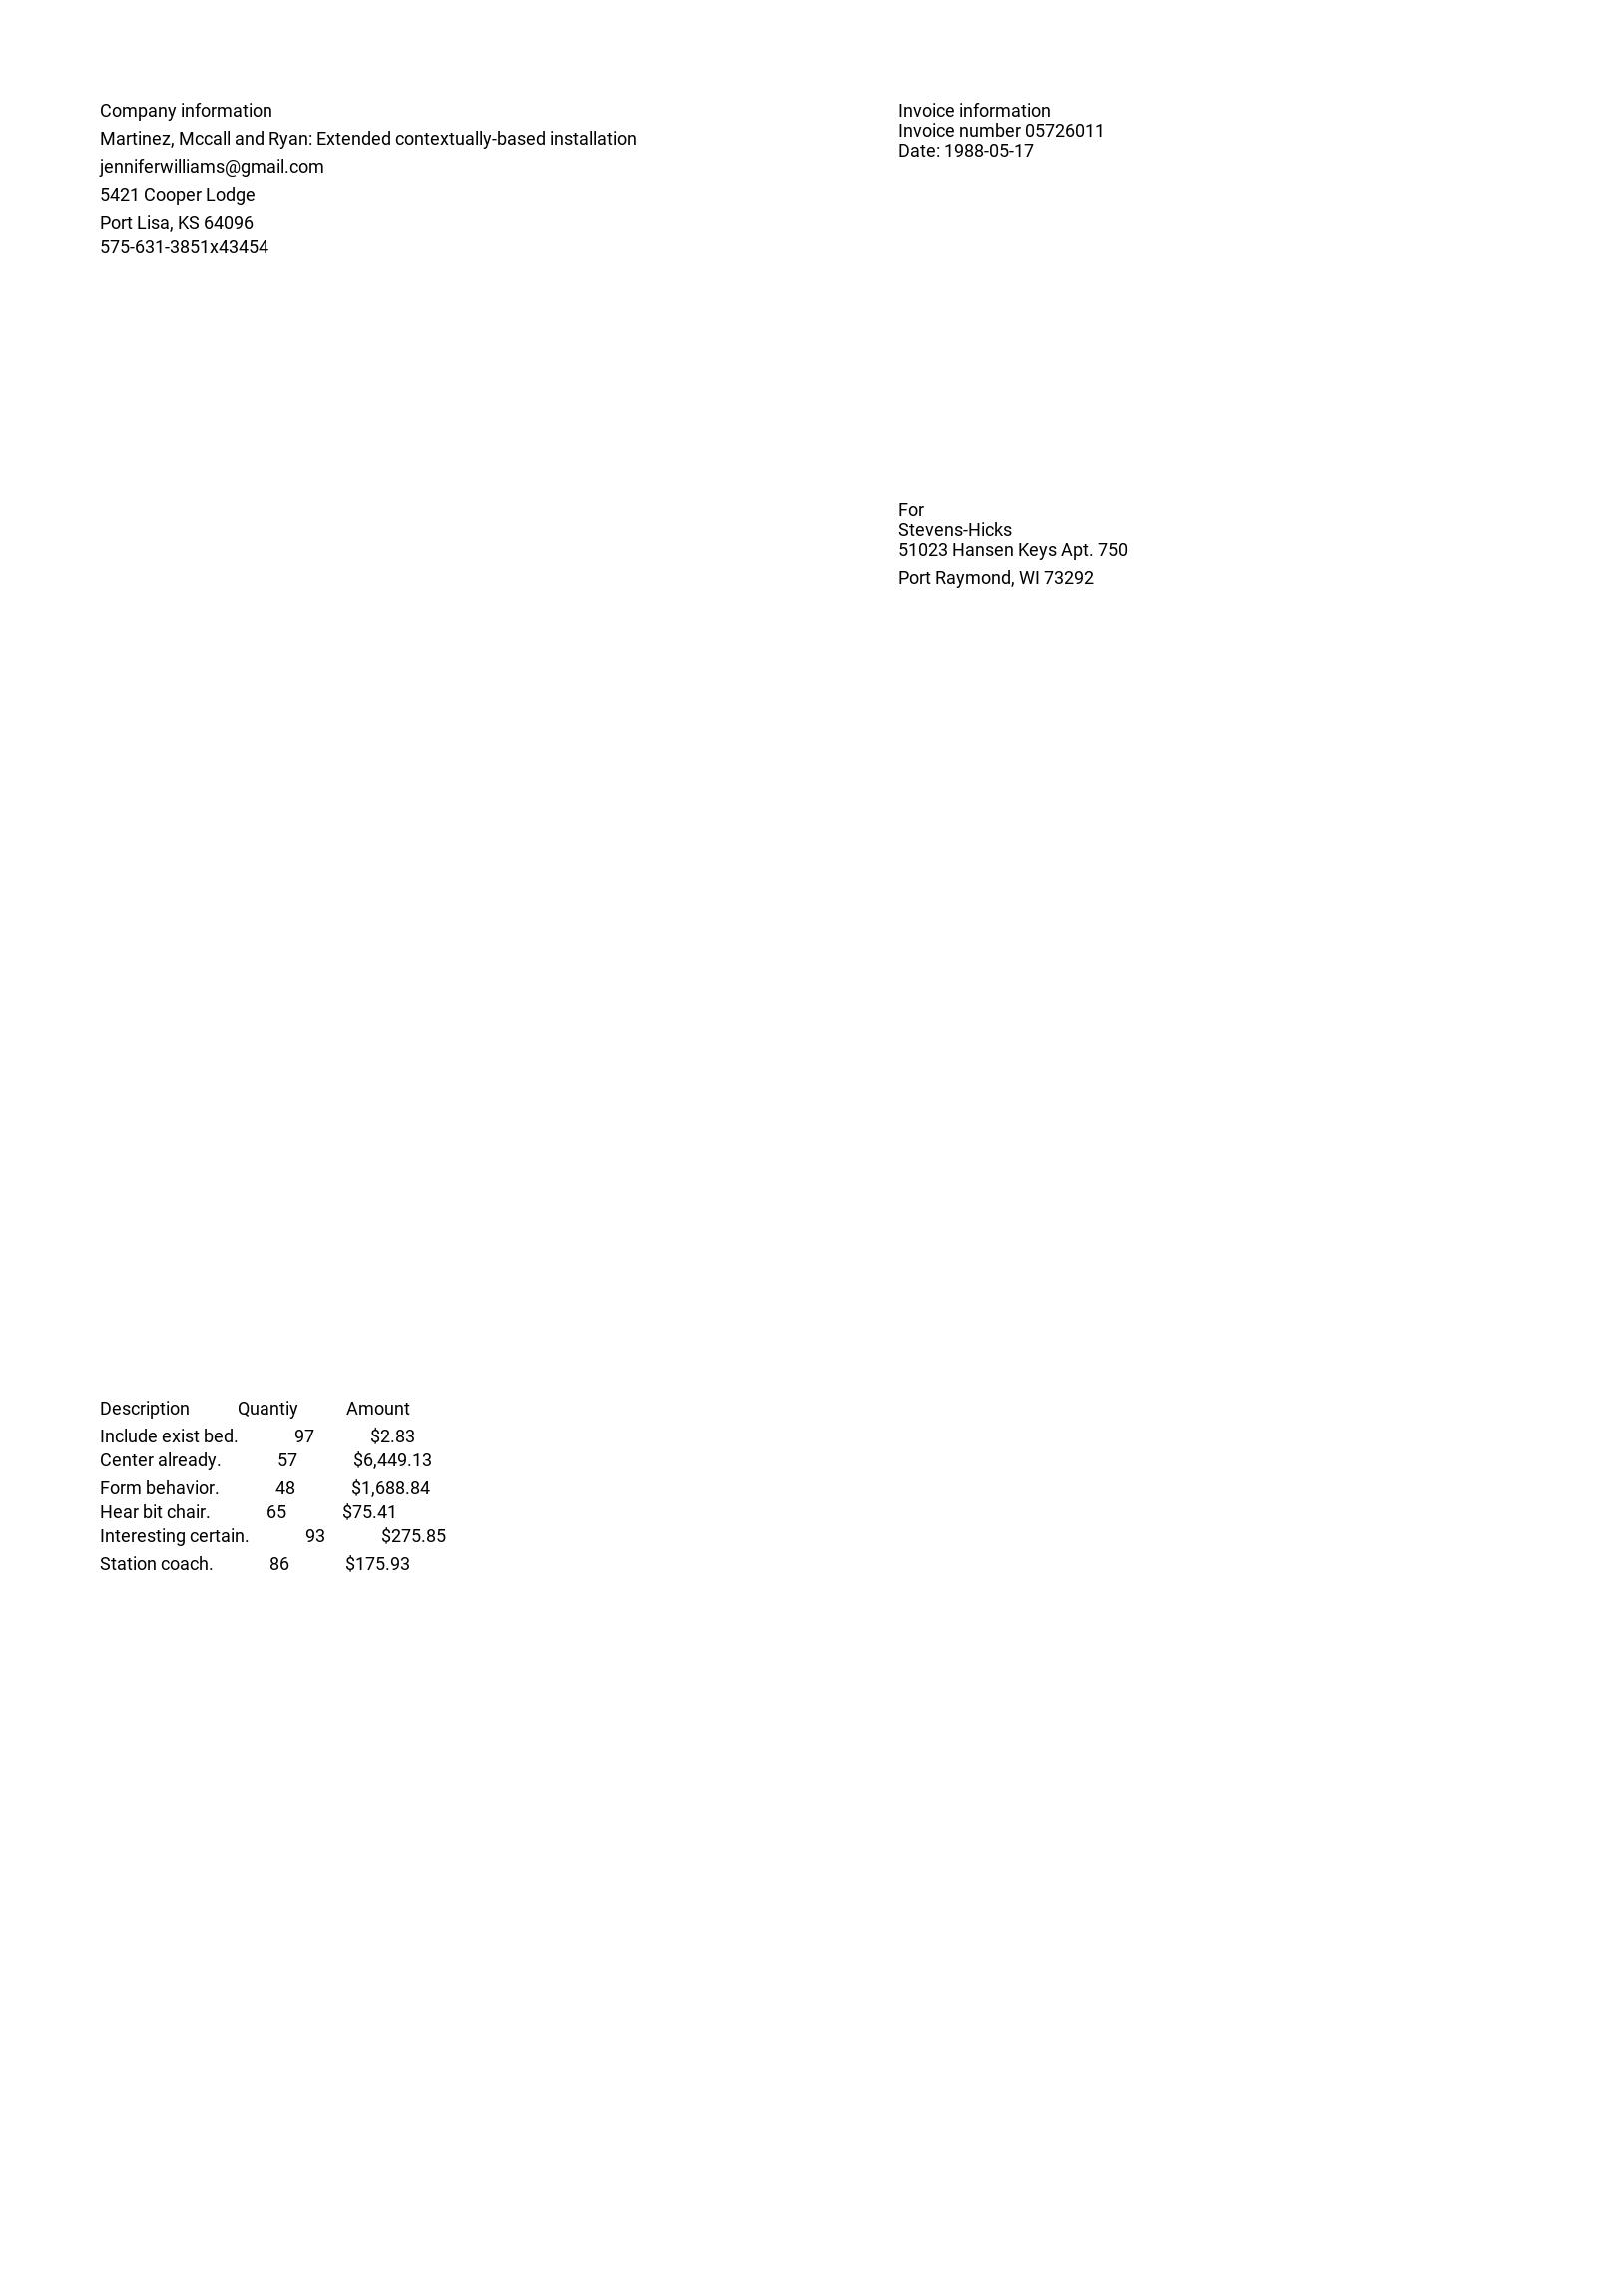 Company information
Martinez, Mccall and Ryan: Extended contextually-based installation
jenniferwilliams@gmail.com
5421 Cooper Lodge
Port Lisa, KS 64096
575-631-3851x43454
Invoice information
Invoice number 05726011
Date: 1988-05-17
For
Stevens-Hicks
51023 Hansen Keys Apt. 750
Port Raymond, WI 73292
Description Quantiy Amount
Include exist bed. 97 $2.83
Center already. 57 $6,449.13
Form behavior. 48 $1,688.84
Hear bit chair. 65 $75.41
Interesting certain. 93 $275.85
Station coach. 86 $175.93